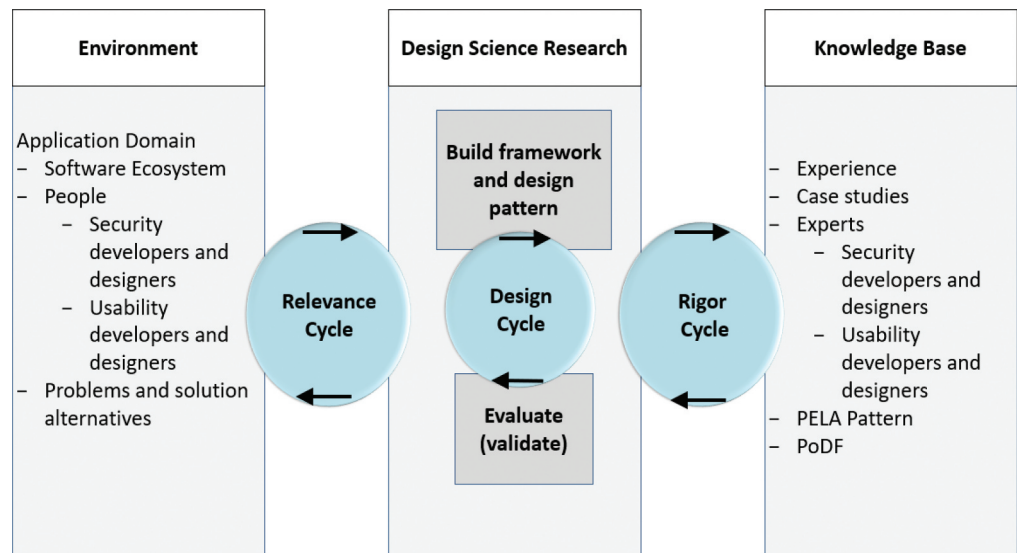 Environment
Application Domain
– Software Ecosystem
– People
– Security
developers and
designers
– Usability
developers and
designers
– Problems and solution
alternatives
Relevance
Cycle
Design Science Research
Build framework
and design
pattern
Design
Cycle
Evaluate
(validate)
Rigor
Cycle
Knowledge Base
– Experience
– Case studies
– Experts
– Security
developers and
designers
– Usability
developers and
designers
– PELA Pattern
– PoDF